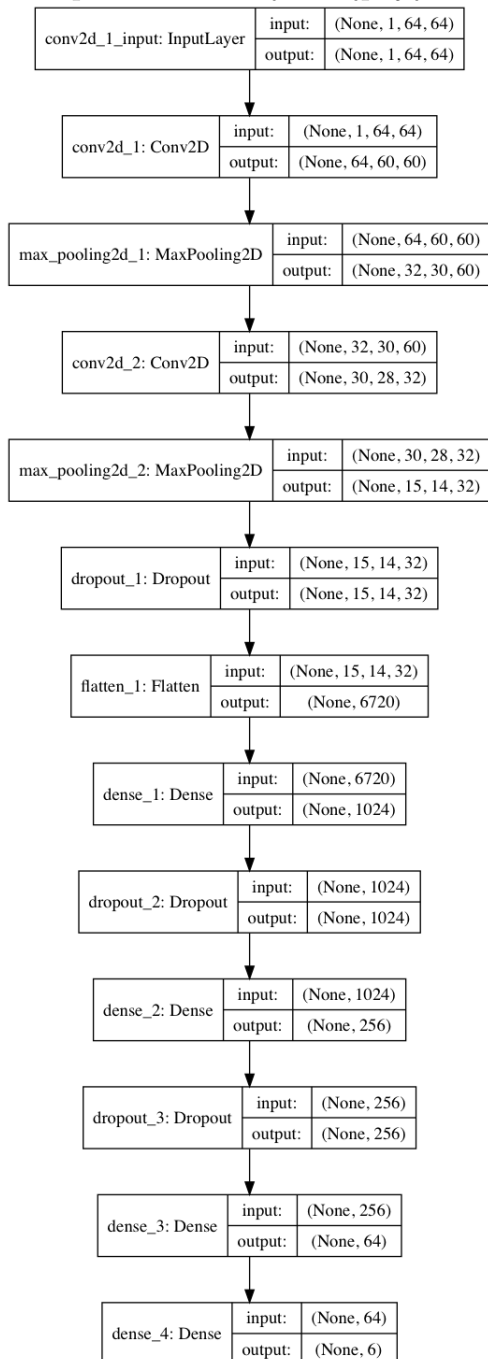 conv2d_1_input: InputLayer
input: (None, 1, 64, 64)
output: (None, 1, 64, 64)
conv2d_1: Conv2D
input: (None, 1, 64, 64)
output: (None, 64, 60, 60)
max_pooling2d_1: MaxPooling2D
input: (None, 64, 60, 60)
output: (None, 32, 30, 60)
conv2d_2: Conv2D
input: (None, 32, 30, 60)
output: (None, 30, 28, 32)
max_pooling2d_2: MaxPooling2D
input: (None, 30, 28, 32)
output: (None, 15, 14, 32)
dropout_1: Dropout
input: (None, 15, 14, 32)
output: (None, 15, 14, 32)
flatten_1: Flatten
input: (None, 15, 14, 32)
output: (None, 6720)
dense_1: Dense
input: (None, 6720)
output: (None, 1024)
dropout_2: Dropout
input: (None, 1024)
output: (None, 1024)
dense_2: Dense
input: (None, 1024)
output: (None, 256)
dropout_3: Dropout
input: (None, 256)
output: (None, 256)
dense_3: Dense
input: (None, 256)
output: (None, 64)
dense_4: Dense
input: (None, 64)
output: (None, 6)